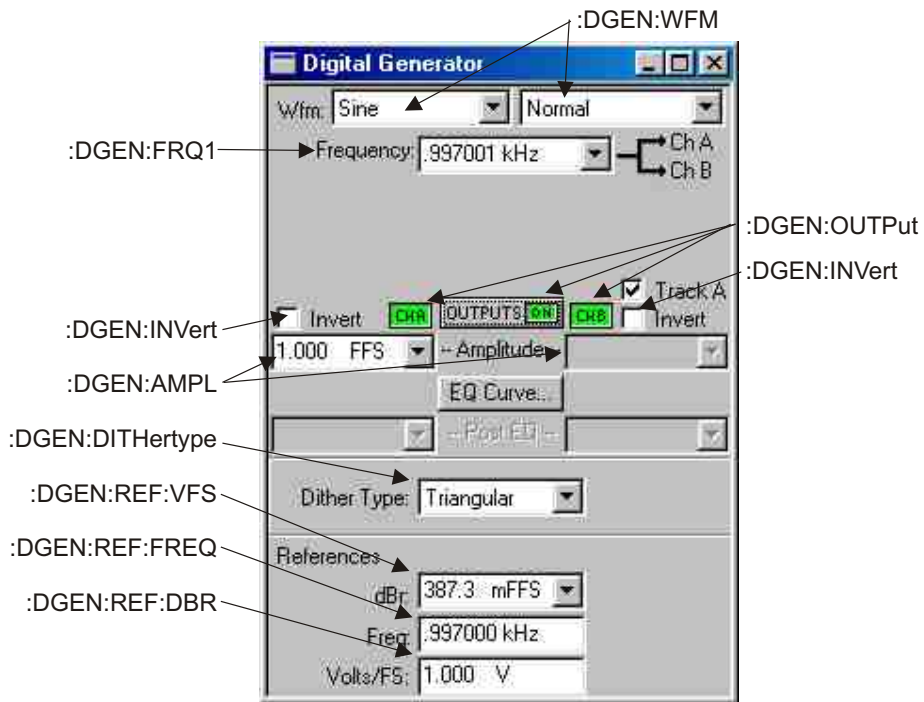 :DGEN:WFM
Digital Generator
Wfm: Sine Normal
:DGEN:FRQ1
Frequency: .997001 kHz
Ch A
Ch B
:DGEN:OUTPut
:DGEN:INVert
Track A
:DGEN:INVert
Invert CHA OUTPUTS ON CHB Invert
1.000 FFS -- Amplitude --
:DGEN:AMPL
EQ Curve...
-- Post EQ --
:DGEN:DITHertype
Dither Type: Triangular
:DGEN:REF:VFS
:DGEN:REF:FREQ
References
dBr: 387.3 mFFS
:DGEN:REF:DBR
Freq: .997000 kHz
Volts/FS: 1.000 V